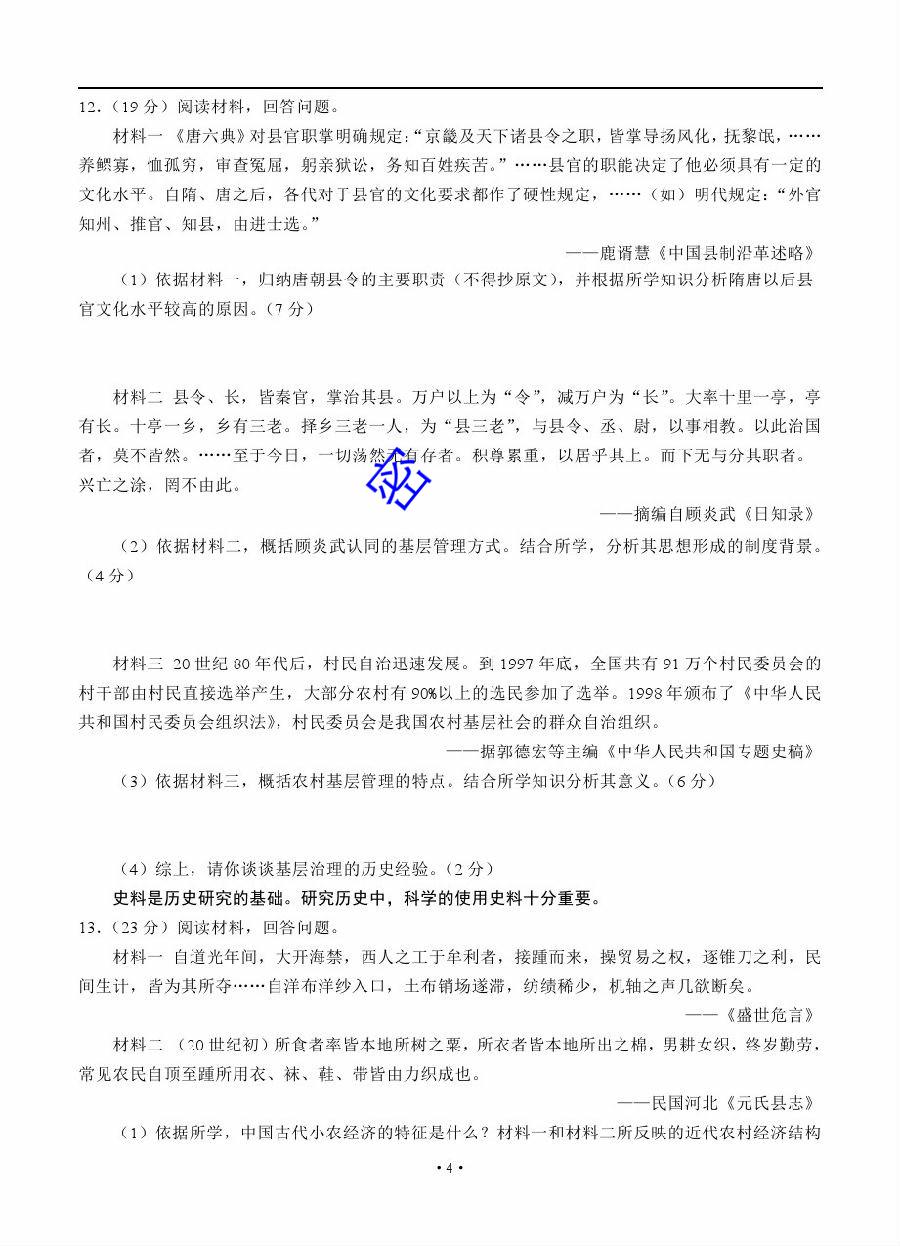 12.（19 分）阅读材料，回答问题。
材料一 《唐六典》对县官职掌明确规定：“京畿及天下诸县令之职，皆掌导扬风化，抚黎氓，……
养鳏寡，恤孤穷，审查冤屈，躬亲狱讼，务知百姓疾苦。”……县官的职能决定了他必须具有一定的
文化水平。自隋、唐之后，各代对于县官的文化要求都作了硬性规定，……（如）明代规定：“外官
知州、推官、知县，由进士选。”
——鹿谞慧《中国县制沿革述略》
（1）依据材料一，归纳唐朝县令的主要职责（不得抄原文），并根据所学知识分析隋唐以后县
官文化水平较高的原因。（7 分）
材料二 县令、长，皆秦官，掌治其县。万户以上为“令”，减万户为“长”。大率十里一亭，亭
有长。十亭一乡，乡有三老。择乡三老一人，为“县三老”，与县令、丞、尉，以事相教。以此治国
者，莫不皆然。……至于今日，一切荡然无有存者。积尊累重，以居乎其上。而下无与分其职者。
兴亡之涂，罔不由此。
密
——摘编自顾炎武《日知录》
（2）依据材料二，概括顾炎武认同的基层管理方式。结合所学，分析其思想形成的制度背景。
（4 分）
材料三 20 世纪 80 年代后，村民自治迅速发展。到 1997 年底，全国共有 91 万个村民委员会的
村干部由村民直接选举产生，大部分农村有 90%以上的选民参加了选举。1998 年颁布了《中华人民
共和国村民委员会组织法》，村民委员会是我国农村基层社会的群众自治组织。
——据郭德宏等主编《中华人民共和国专题史稿》
（3）依据材料三，概括农村基层管理的特点。结合所学知识分析其意义。（6 分）
（4）综上，请你谈谈基层治理的历史经验。（2 分）
史料是历史研究的基础。研究历史中，科学的使用史料十分重要。
13.（23 分）阅读材料，回答问题。
材料一 自道光年间，大开海禁，西人之工于牟利者，接踵而来，操贸易之权，逐锥刀之利，民
间生计，皆为其所夺……自洋布洋纱入口，土布销场遂滞，纺绩稀少，机轴之声几欲断矣。
——《盛世危言》
材料二 （20 世纪初）所食者率皆本地所树之粟，所衣者皆本地所出之棉，男耕女织，终岁勤劳，
常见农民自顶至踵所用衣、袜、鞋、带皆由力织成也。
——民国河北《元氏县志》
（1）依据所学，中国古代小农经济的特征是什么？材料一和材料二所反映的近代农村经济结构
· 4 ·